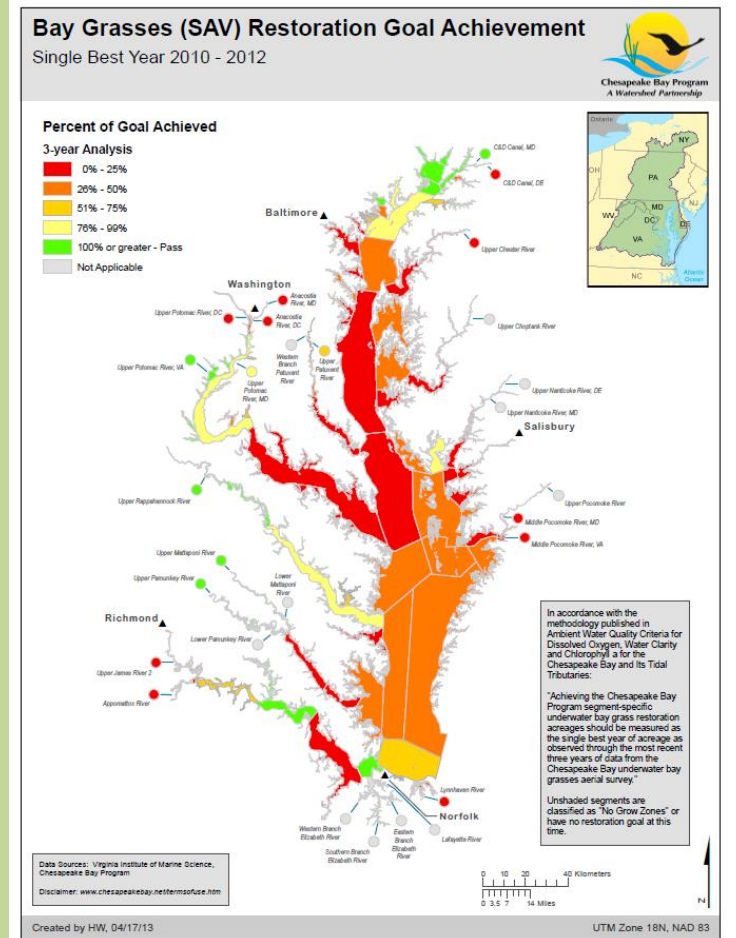 Bay Grasses (SAV) Restoration Goal Achievement
Single Best Year 2010 - 2012
Chesapeake Bay Program
A Watershed Partnership
Percent of Goal Achieved
3-year Analysis
0% - 25%
26% - 50%
51% - 75%
76% - 99%
100% or greater - Pass
Not Applicable
Ontario
NY
OH
PA
NJ
MD
WV
DC
DE
VA
NC
Atlantic
Ocean
C&D Canal, MD
C&D Canal, DE
Baltimore
Upper Chester River
Washington
Anacostia
River, MD
Upper Potomac River, DC
Anacostia
River, DC
Upper Choptank River
Western
Branch
Patuxent
River
Upper
Patuxent
River
Upper Potomac River, VA
Upper
Potomac
River, MD
Upper Nanticoke River, DE
Upper Nanticoke River, MD
Salisbury
Upper Rappahannock River
Upper Pocomoke River
Middle Pocomoke River, MD
Middle Pocomoke River, VA
Upper Mattaponi River
Upper Pamunkey River
Lower
Mattaponi
River
Richmond
Lower Pamunkey River
Upper James River 2
Appomattox River
Lynnhaven River
Norfolk
Western Branch
Elizabeth River
Southern Branch
Elizabeth River
Eastern
Branch
Elizabeth
River
Lafayette River
In accordance with the
methodology published in
Ambient Water Quality Criteria for
Dissolved Oxygen, Water Clarity
and Chlorophyll a for the
Chesapeake Bay and Its Tidal
Tributaries:
"Achieving the Chesapeake Bay
Program segment-specific
underwater bay grass restoration
acreages should be measured as
the single best year of acreage as
observed through the most recent
three years of data from the
Chesapeake Bay underwater bay
grasses aerial survey."
Unshaded segments are
classified as "No Grow Zones" or
have no restoration goal at this
time.
Data Sources: Virginia Institute of Marine Science,
Chesapeake Bay Program
Disclaimer: www.chesapeakebay.net/termsofuse.htm
0 10 20 40 Kilometers
0 3.5 7 14 Miles
N
Created by HW, 04/17/13
UTM Zone 18N, NAD 83